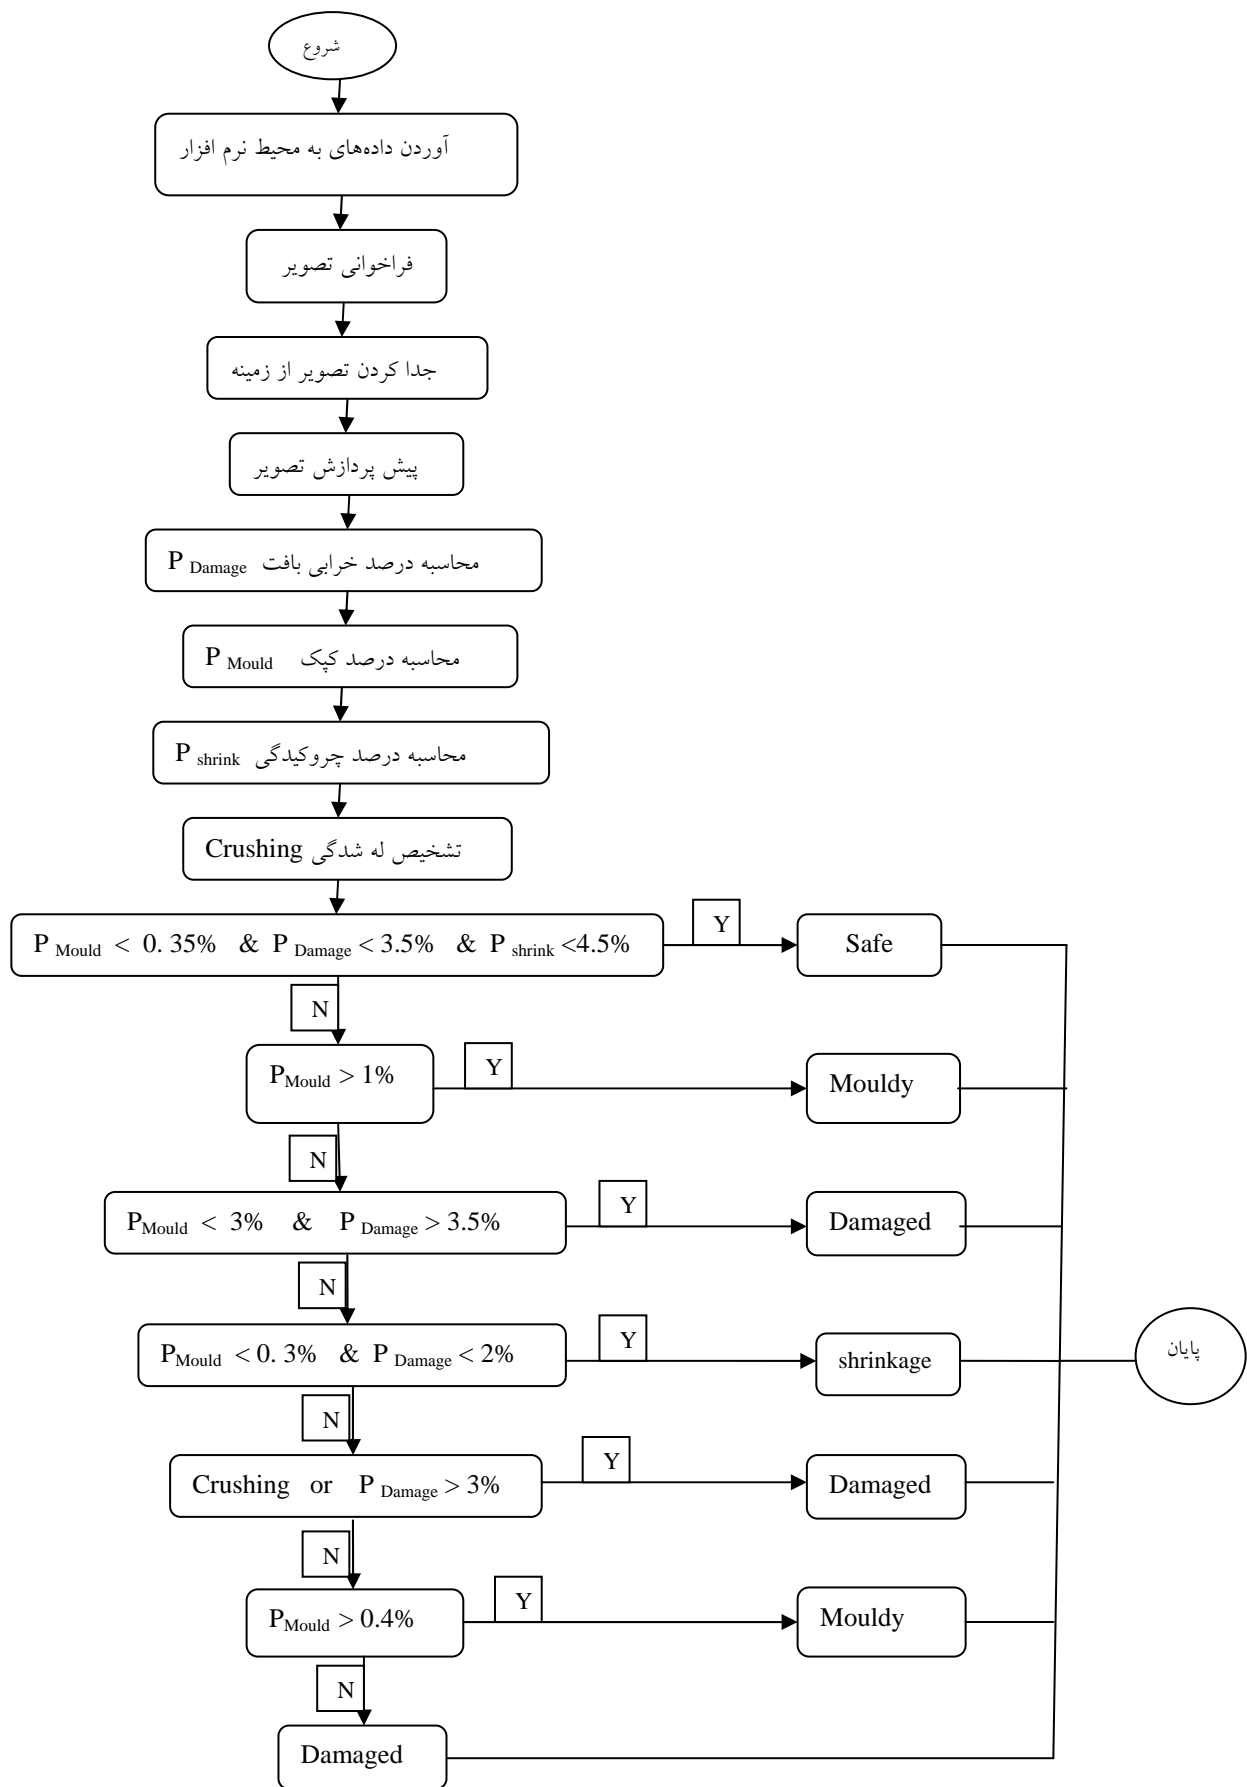 شروع
آوردن داده‌های به محیط نرم افزار
فراخوانی تصویر
جدا کردن تصویر از زمینه
پیش پردازش تصویر
محاسبه درصد خرابی بافت P Damage
محاسبه درصد کپک P Mould
محاسبه درصد چروکیدگی P shrink
تشخیص له شدگی Crushing
P Mould < 0. 35% & P Damage < 3.5% & P shrink <4.5%
Y
Safe
N
PMould > 1%
Y
Mouldy
N
PMould < 3% & P Damage > 3.5%
Y
Damaged
N
PMould < 0. 3% & P Damage < 2%
Y
shrinkage
پایان
N
Crushing or P Damage > 3%
Y
Damaged
N
PMould > 0.4%
Y
Mouldy
N
Damaged